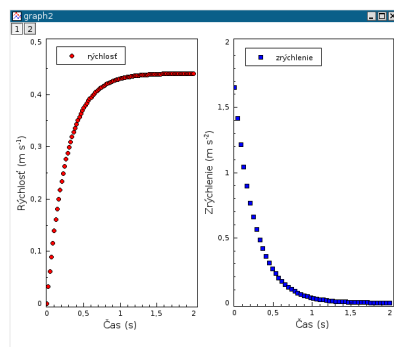 graph2
1 2
0,5
rýchlosť
0,4
0,3
0,2
0,1
0
Rýchlosť (m s-1)
0 0,5 1 1,5 2
Čas (s)
2
zrýchlenie
1,5
1
0,5
0
Zrýchlenie (m s-2)
0 0,5 1 1,5 2
Čas (s)